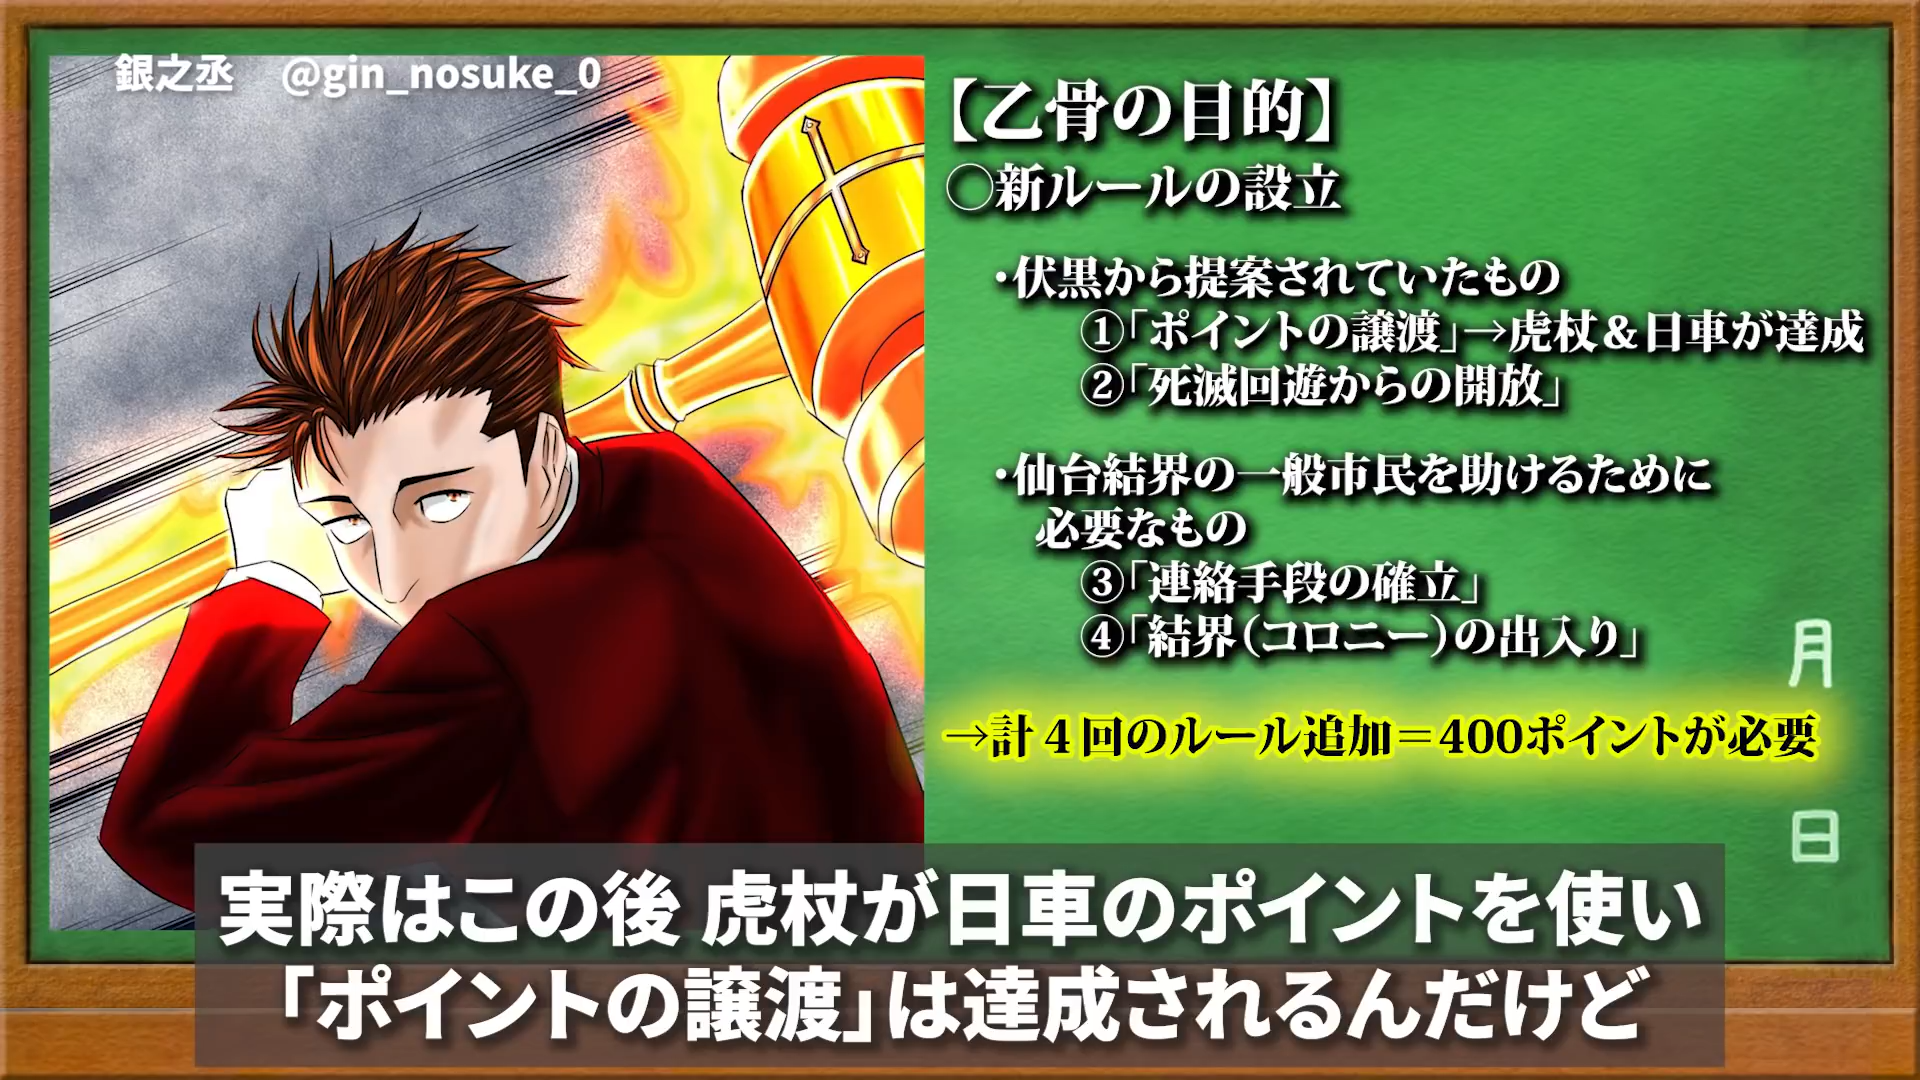 銀之丞 @gin_nosuke_0
【乙骨の目的】
○新ルールの設立
・伏黒から提案されていたもの
①「ポイントの譲渡」→虎杖＆日車が達成
②「死滅回遊からの開放」
・仙台結界の一般市民を助けるために
必要なもの
③「連絡手段の確立」
④「結界（コロニー）の出入り」
→計４回のルール追加＝400ポイントが必要
月
日
実際はこの後 虎杖が日車のポイントを使い
「ポイントの譲渡」は達成されるんだけど